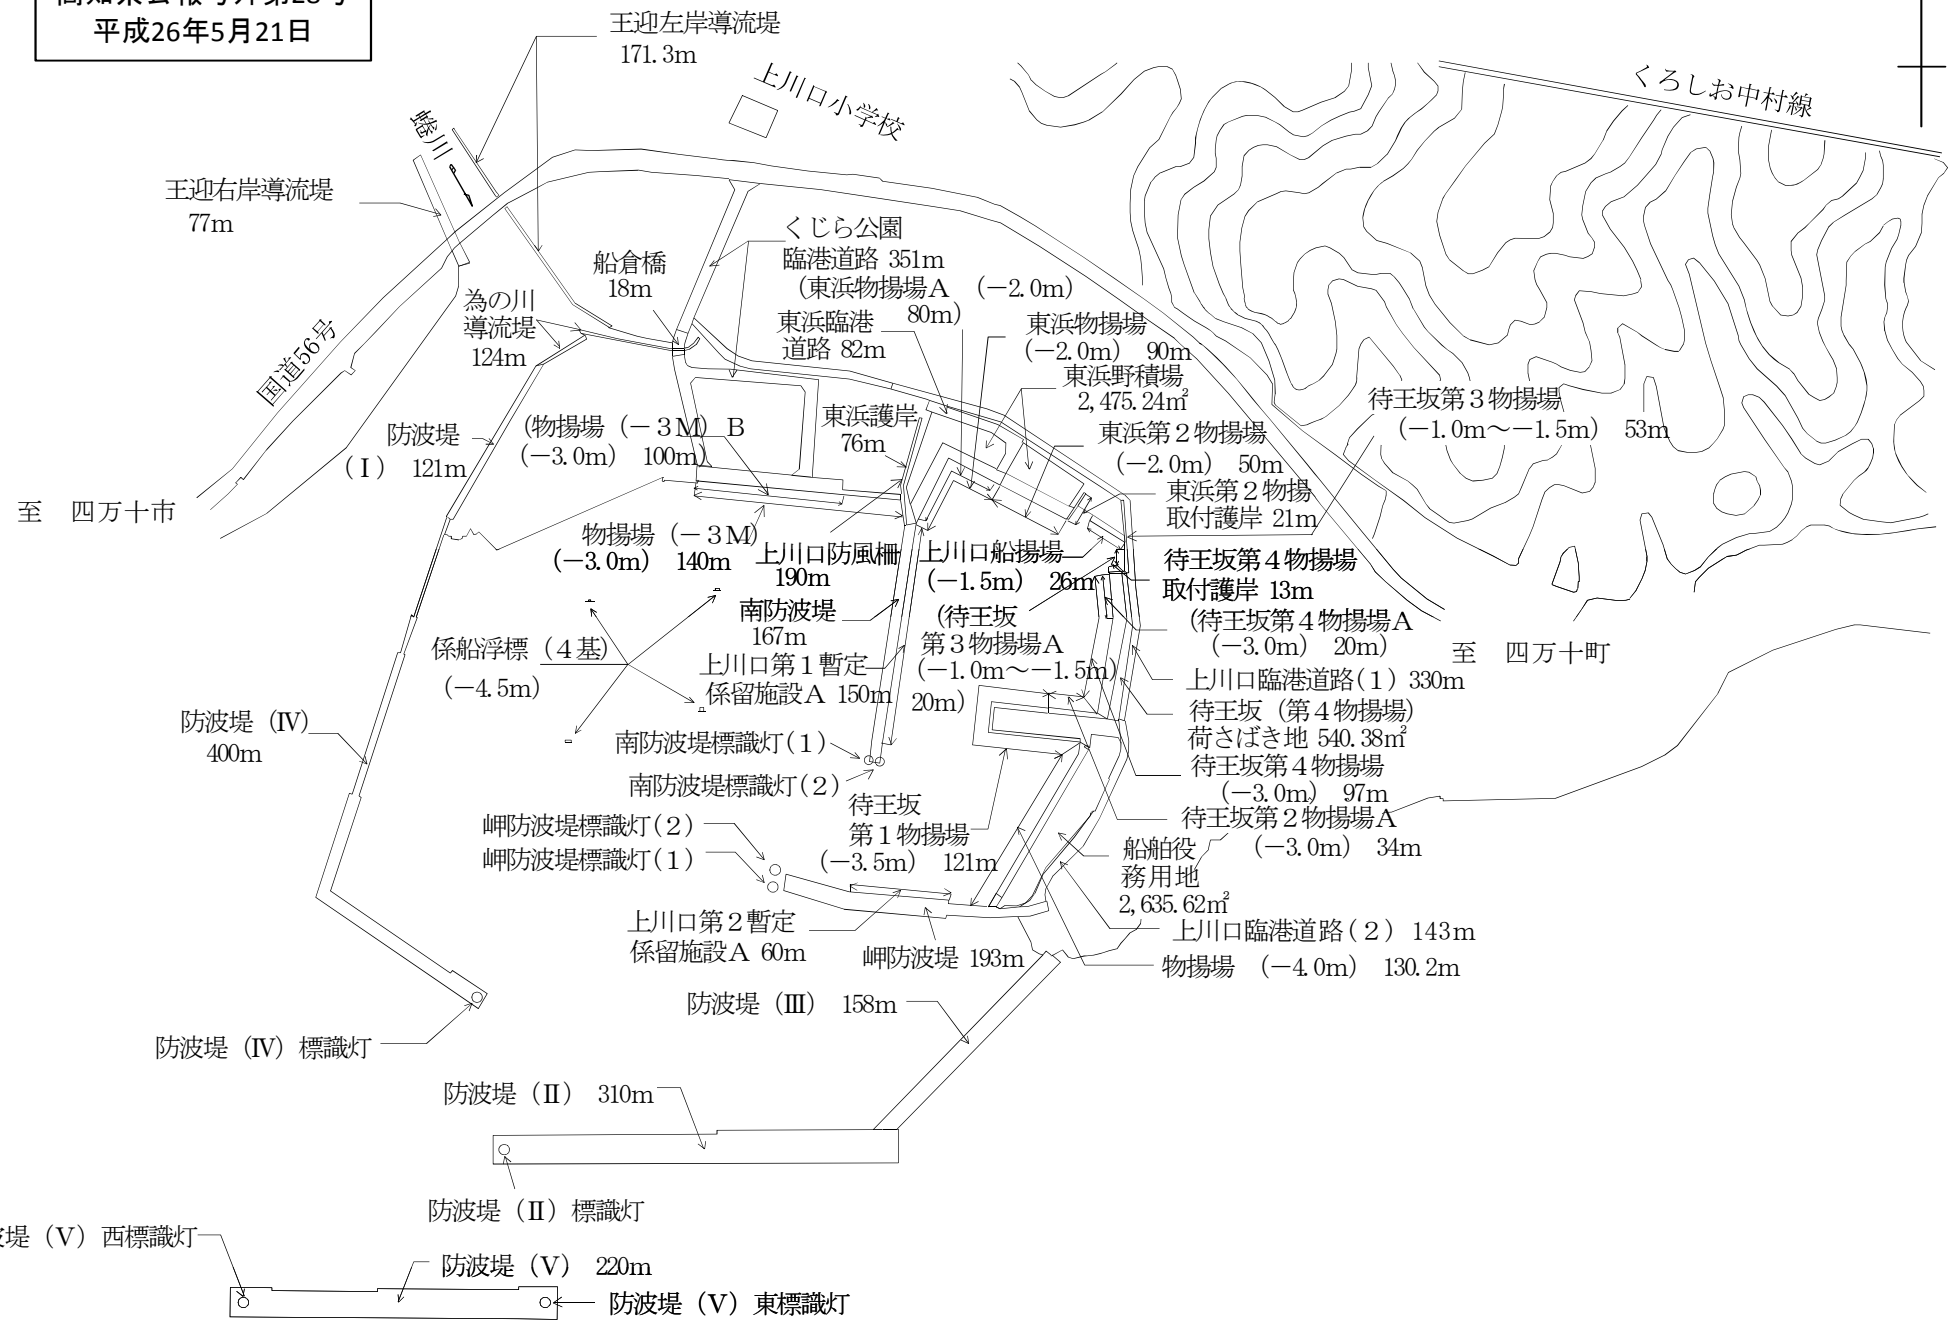 平成26年5月21日
王迎左岸導流堤
171.3m
上川口小学校
くろしお中村線
蜷川
王迎右岸導流堤
77m
くじら公園
臨港道路 351m
(東浜物揚場A (-2.0m)
80m)
船倉橋
18m
為の川
導流堤
124m
東浜臨港
道路 82m
東浜物揚場
(-2.0m) 90m
国道56号
東浜野積場
2,475.24㎡
待王坂第3物揚場
(-1.0m～-1.5m) 53m
防波堤
(Ⅰ) 121m
(物揚場 (-3M) B
(-3.0m) 100m)
東浜護岸
76m
東浜第2物揚場
(-2.0m) 50m
東浜第2物揚
取付護岸 21m
至 四万十市
物揚場 (-3M)
(-3.0m) 140m
上川口防風柵
190m
上川口船揚場
(-1.5m) 26m
待王坂第4物揚場
取付護岸 13m
南防波堤
167m
(待王坂
第3物揚場A
(-1.0m～-1.5m)
20m)
(待王坂第4物揚場A
(-3.0m) 20m)
至 四万十町
係船浮標 (4基)
(-4.5m)
上川口第1暫定
係留施設A 150m
上川口臨港道路(1) 330m
待王坂 (第4物揚場)
荷さばき地 540.38㎡
防波堤 (Ⅳ)
400m
南防波堤標識灯(1)
南防波堤標識灯(2)
待王坂第4物揚場
(-3.0m) 97m
待王坂
第1物揚場
(-3.5m) 121m
待王坂第2物揚場A
(-3.0m) 34m
岬防波堤標識灯(2)
岬防波堤標識灯(1)
船舶役
務用地
2,635.62㎡
上川口第2暫定
係留施設A 60m
岬防波堤 193m
上川口臨港道路(2) 143m
物揚場 (-4.0m) 130.2m
防波堤 (Ⅲ) 158m
防波堤 (Ⅳ) 標識灯
防波堤 (Ⅱ) 310m
防波堤 (Ⅱ) 標識灯
堤 (Ⅴ) 西標識灯
防波堤 (Ⅴ) 220m
防波堤 (Ⅴ) 東標識灯